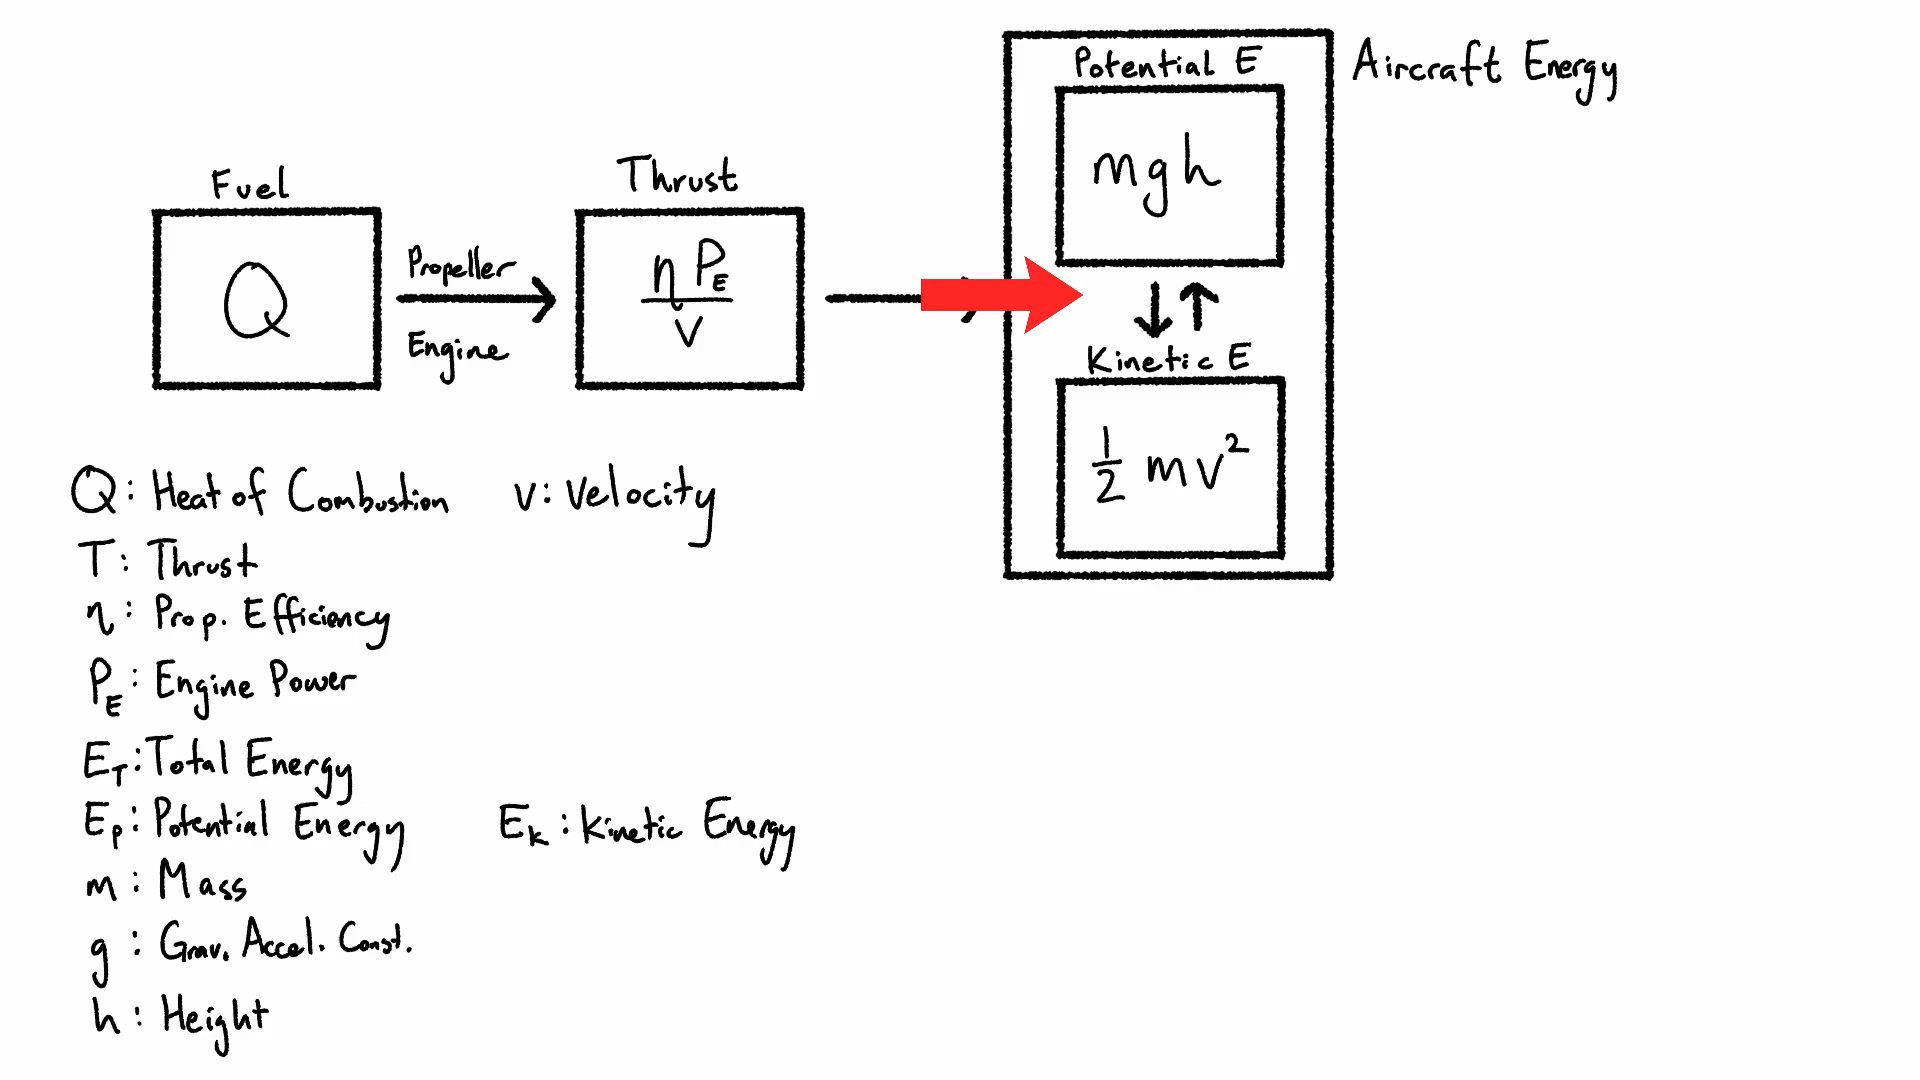 Potential E
Aircraft Energy
mgh
Fuel
Thrust
Q
Propeller
Engine
η P_E / v
Kinetic E
1/2 mv²
Q: Heat of Combustion
v: Velocity
T: Thrust
η: Prop. Efficiency
P_E: Engine Power
E_T: Total Energy
E_P: Potential Energy
E_k: Kinetic Energy
m: Mass
g: Grav. Accel. Const.
h: Height